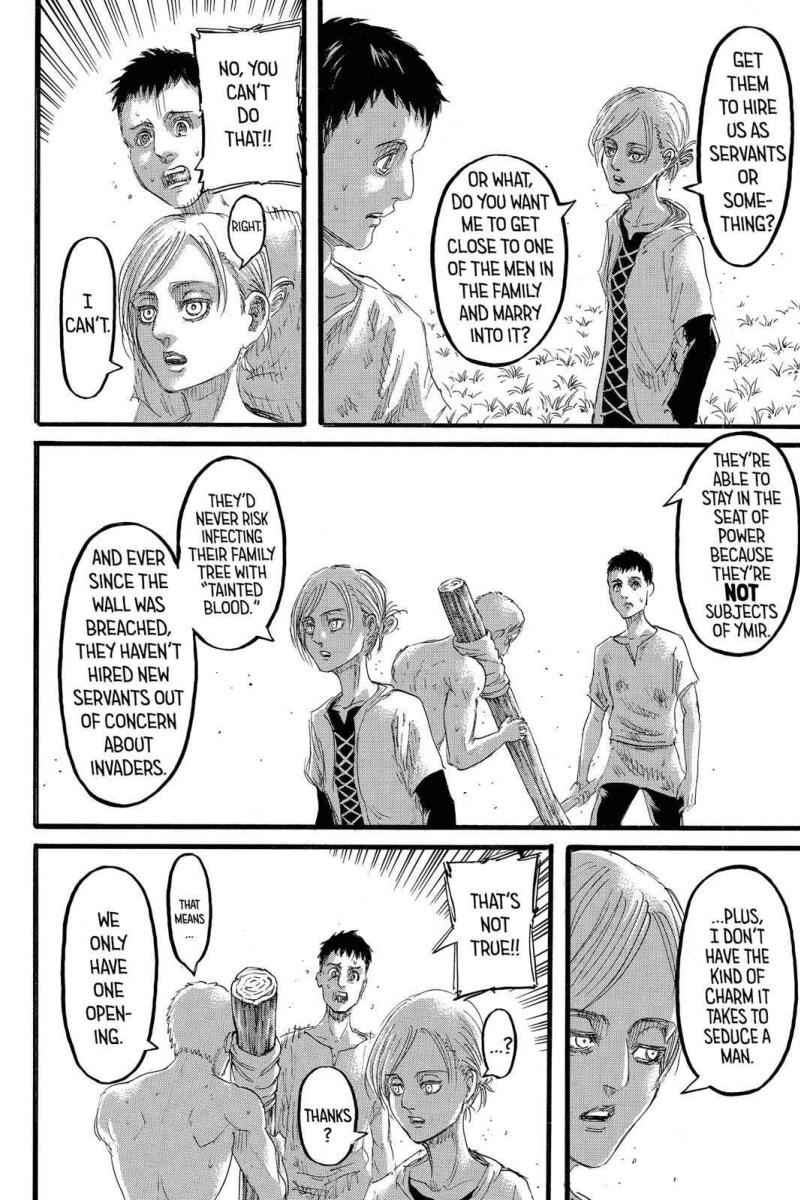 GET
THEM
TO HIRE
US AS
SERVANTS
OR
SOME-
THING?
OR WHAT,
DO YOU WANT
ME TO GET
CLOSE TO ONE
OF THE MEN IN
THE FAMILY
AND MARRY
INTO IT?
NO, YOU
CAN'T
DO
THAT!!
RIGHT.
I
CAN'T.
THEY'RE
ABLE TO
STAY IN THE
SEAT OF
POWER
BECAUSE
THEY'RE
NOT
SUBJECTS
OF YMIR.
THEY'D
NEVER RISK
INFECTING
THEIR FAMILY
TREE WITH
"TAINTED
BLOOD."
AND EVER
SINCE THE
WALL WAS
BREACHED,
THEY HAVEN'T
HIRED NEW
SERVANTS OUT
OF CONCERN
ABOUT
INVADERS.
...PLUS,
I DON'T
HAVE THE
KIND OF
CHARM IT
TAKES TO
SEDUCE A
MAN.
THAT'S
NOT
TRUE!!
...?
THANKS
?
THAT
MEANS
...
WE
ONLY
HAVE
ONE
OPEN-
ING.